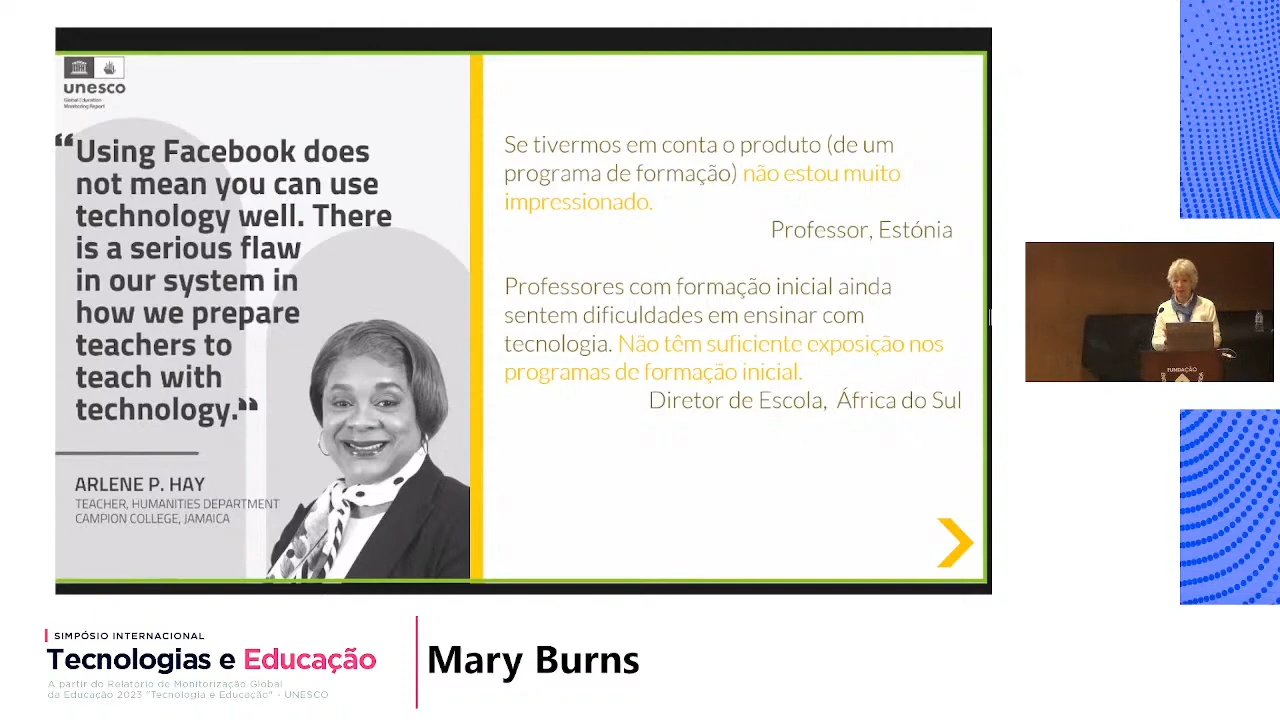 unesco
Global Education
Monitoring Report
“Using Facebook does
not mean you can use
technology well. There
is a serious flaw
in our system in
how we prepare
teachers to
teach with
technology.”
ARLENE P. HAY
TEACHER, HUMANITIES DEPARTMENT
CAMPION COLLEGE, JAMAICA
Se tivermos em conta o produto (de um
programa de formação) não estou muito
impressionado.
Professor, Estónia
Professores com formação inicial ainda
sentem dificuldades em ensinar com
tecnologia. Não têm suficiente exposição nos
programas de formação inicial.
Diretor de Escola, África do Sul
FUNDAÇÃO
SIMPÓSIO INTERNACIONAL
Tecnologias e Educação
A partir do Relatório de Monitorização Global
da Educação 2023 "Tecnologia e Educação" - UNESCO
Mary Burns